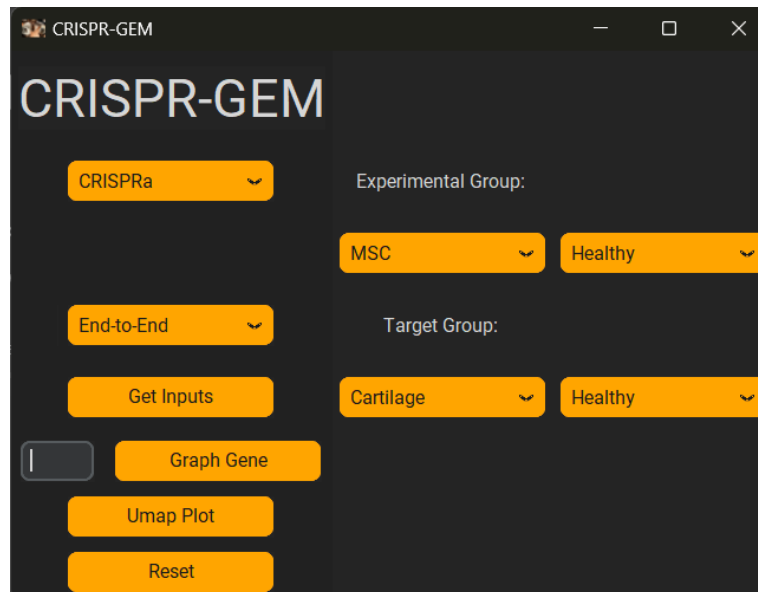 CRISPR-GEM
CRISPR-GEM
CRISPRa
Experimental Group:
MSC
Healthy
End-to-End
Target Group:
Get Inputs
Cartilage
Healthy
Graph Gene
Umap Plot
Reset